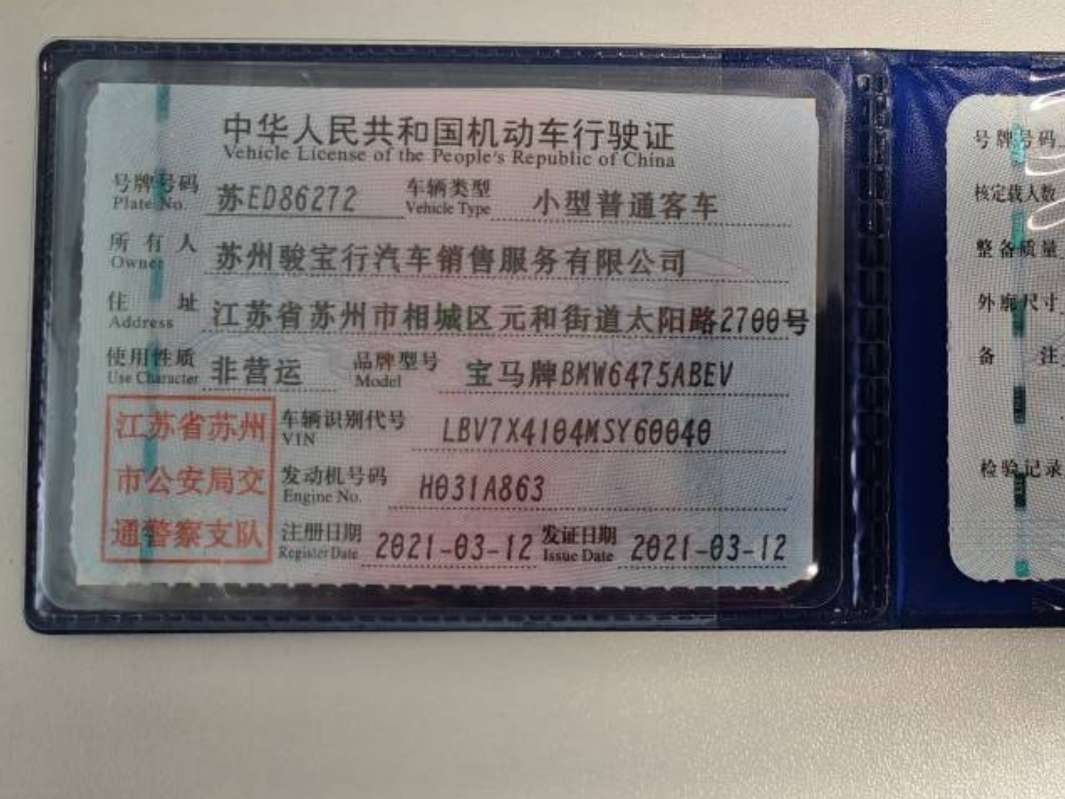 中华人民共和国机动车行驶证
Vehicle License of the People's Republic of China
号牌号码 苏ED86272 车辆类型 小型普通客车
Plate No. Vehicle Type
所有人 苏州骏宝行汽车销售服务有限公司
Owner
住址 江苏省苏州市相城区元和街道太阳路2700号
Address
使用性质 非营运 品牌型号 宝马牌BMW6475ABEV
Use Character Model
江苏省苏州
市公安局交
通警察支队
车辆识别代号 LBV7X4104MSY60040
VIN
发动机号码 H031A863
Engine No.
注册日期 2021-03-12 发证日期 2021-03-12
Register Date Issue Date
号牌号码
核定载人数
整备质量
外廓尺寸
备注
检验记录